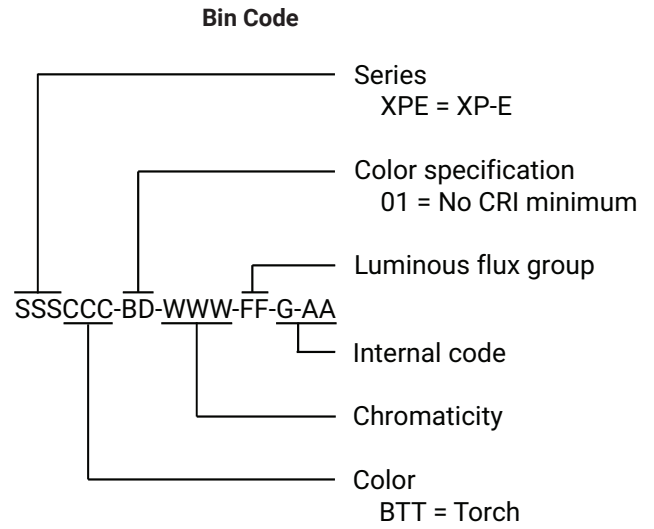 Bin Code
Series
XPE = XP-E
Color specification
01 = No CRI minimum
Luminous flux group
SSSCCC-BD-WWW-FF-G-AA
Internal code
Chromaticity
Color
BTT = Torch